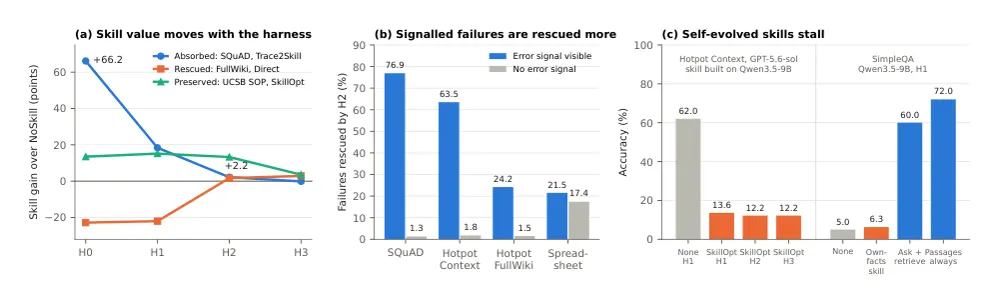 (a) Skill value moves with the harness
Skill gain over NoSkill (points)
60
40
20
0
−20
+66.2
+2.2
Absorbed: SQuAD, Trace2Skill
Rescued: FullWiki, Direct
Preserved: UCSB SOP, SkillOpt
H0
H1
H2
H3
(b) Signalled failures are rescued more
Failures rescued by H2 (%)
90
80
70
60
50
40
30
20
10
0
Error signal visible
No error signal
76.9
1.3
63.5
1.8
24.2
1.5
21.5
17.4
SQuAD
Hotpot
Context
Hotpot
FullWiki
Spread-
sheet
(c) Self-evolved skills stall
Accuracy (%)
100
80
60
40
20
0
Hotpot Context, GPT-5.6-sol
skill built on Qwen3.5-9B
SimpleQA
Qwen3.5-9B, H1
62.0
13.6
12.2
12.2
5.0
6.3
60.0
72.0
None
H1
SkillOpt
H1
SkillOpt
H2
SkillOpt
H3
None
Own-
facts
skill
Ask +
retrieve
Passages
always